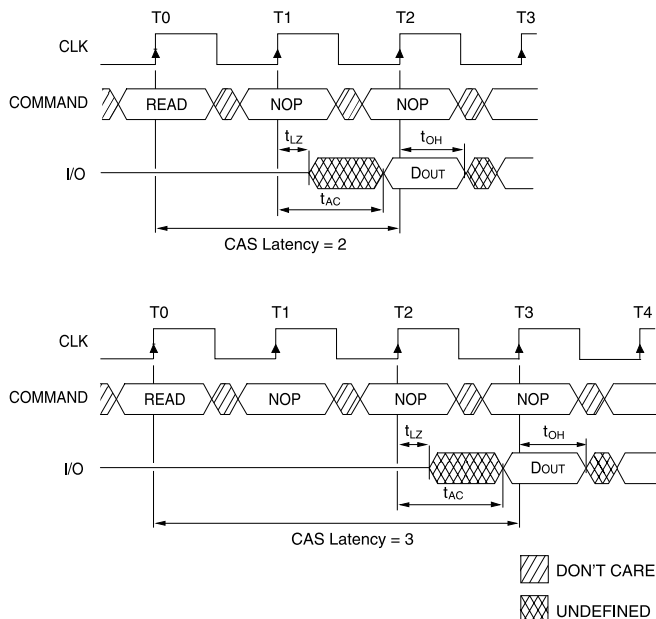 T0 T1 T2 T3
CLK
COMMAND READ NOP NOP
tLZ tOH
I/O DOUT
tAC
CAS Latency = 2
T0 T1 T2 T3 T4
CLK
COMMAND READ NOP NOP NOP
tLZ tOH
I/O DOUT
tAC
CAS Latency = 3
DON'T CARE
UNDEFINED